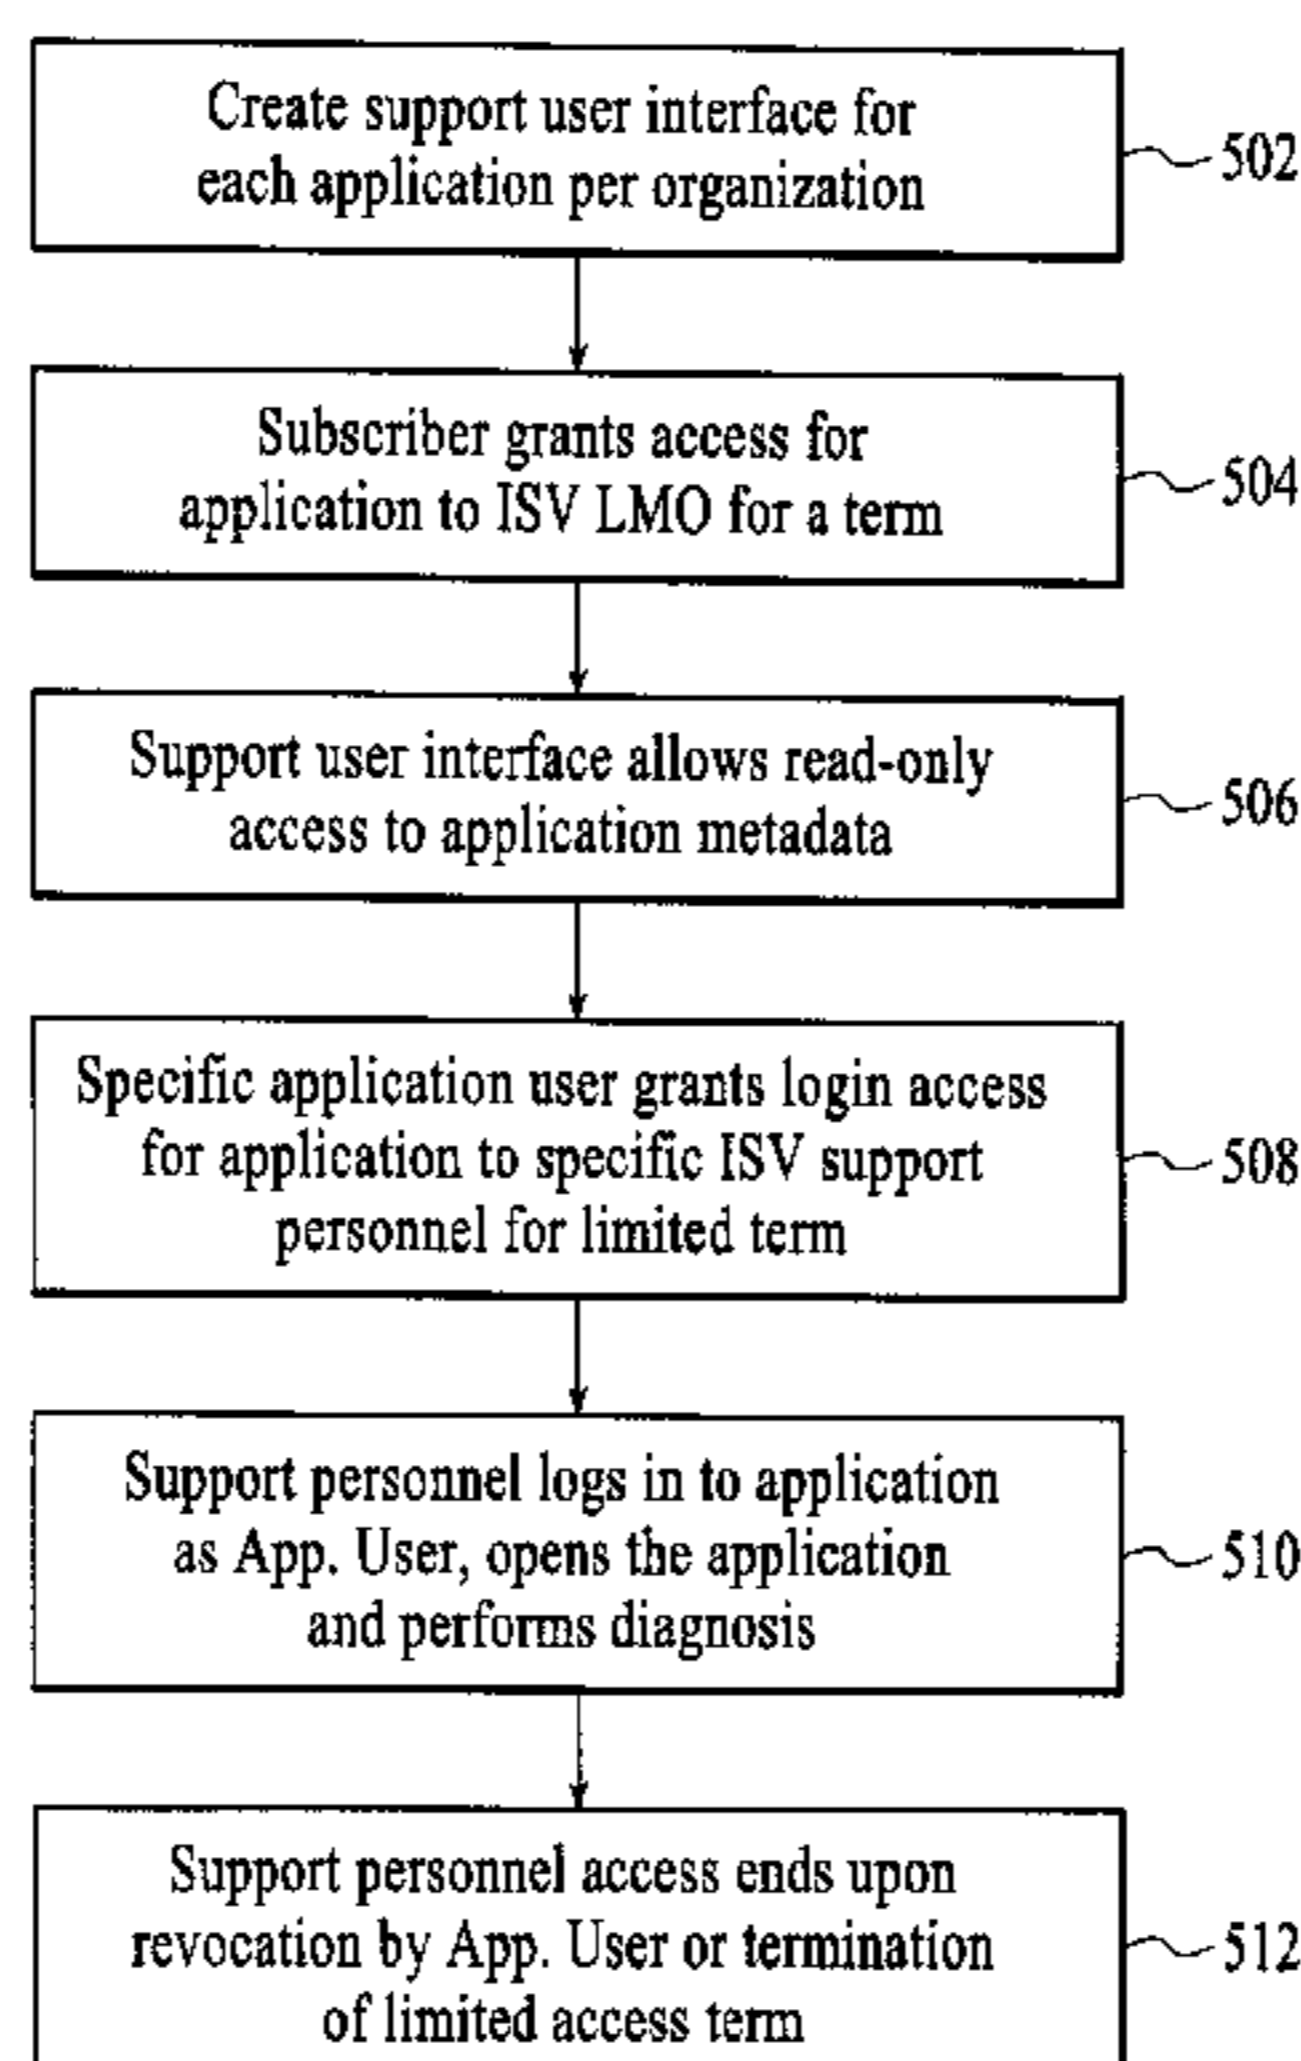 Create support user interface for
each application per organization
502
Subscriber grants access for
application to ISV LMO for a term
504
Support user interface allows read-only
access to application metadata
506
Specific application user grants login access
for application to specific ISV support
personnel for limited term
508
Support personnel logs in to application
as App. User, opens the application
and performs diagnosis
510
Support personnel access ends upon
revocation by App. User or termination
of limited access term
512